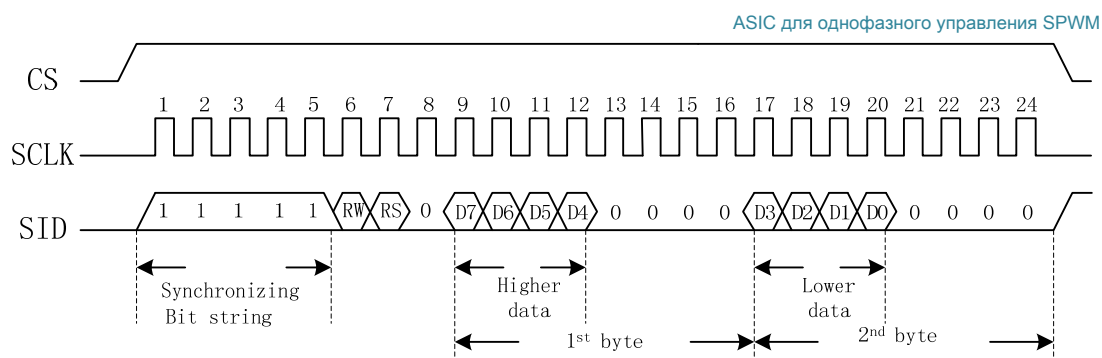 ASIC для однофазного управления SPWM
CS
1 2 3 4 5 6 7 8 9 10 11 12 13 14 15 16 17 18 19 20 21 22 23 24
SCLK
SID 1 1 1 1 1 RW RS 0 D7 D6 D5 D4 0 0 0 0 D3 D2 D1 D0 0 0 0 0
Synchronizing
Bit string
Higher
data
Lower
data
1st byte
2nd byte